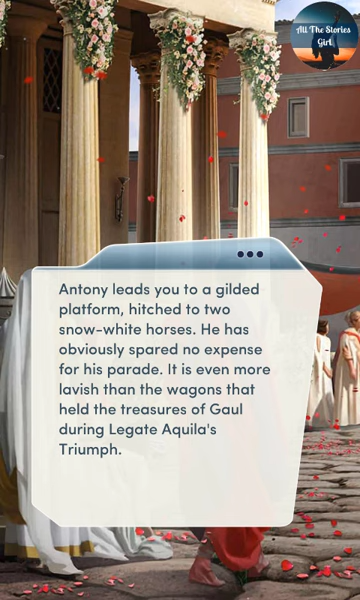 All The Stories
Girl
Antony leads you to a gilded
platform, hitched to two
snow-white horses. He has
obviously spared no expense
for his parade. It is even more
lavish than the wagons that
held the treasures of Gaul
during Legate Aquila's
Triumph.